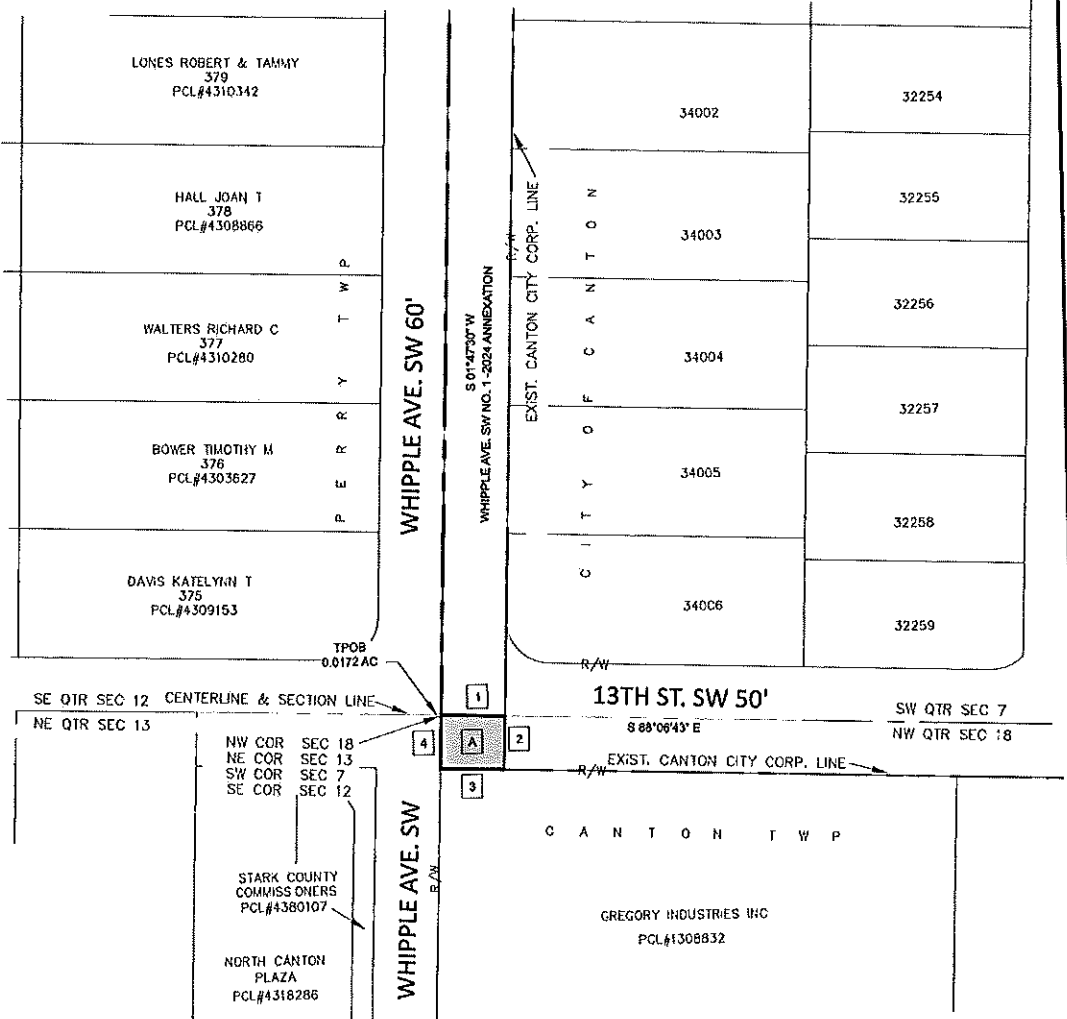 LONES ROBERT & TAMMY
379
PCL#4310342
HALL JOAN T
378
PCL#4308866
WALTERS RICHARD C
377
PCL#4310280
BOWER TIMOTHY M
376
PCL#4303627
DAVIS KATELYNN T
375
PCL#4309153
PERRY TWP
WHIPPLE AVE. SW 60'
S 01°47'30" W
WHIPPLE AVE. SW NO. 1-2024 ANNEXATION
R/W
EXIST. CANTON CITY CORP. LINE
CITY OF CANTON
34002
34003
34004
34005
34006
32254
32255
32256
32257
32258
32259
TPOB
0.0172 AC
R/W
SE QTR SEC 12
CENTERLINE & SECTION LINE
1
13TH ST. SW 50'
SW QTR SEC 7
NE QTR SEC 13
S 88°06'43" E
NW QTR SEC 18
NW COR SEC 18
NE COR SEC 13
SW COR SEC 7
SE COR SEC 12
4
A
2
3
R/W
EXIST. CANTON CITY CORP. LINE
CANTON TWP
WHIPPLE AVE. SW
R/W
STARK COUNTY
COMMISS ONERS
PCL#4380107
NORTH CANTON
PLAZA
PCL#4318286
GREGORY INDUSTRIES INC
PCL#1308832